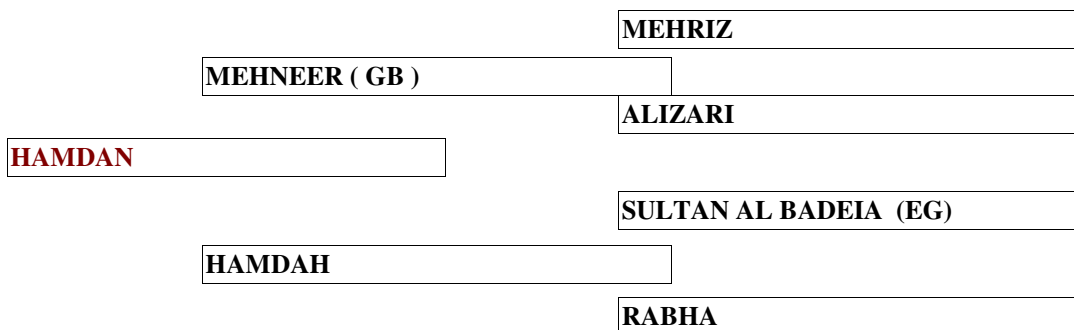 MEHRIZ
MEHNEER ( GB )
ALIZARI
HAMDAN
SULTAN AL BADEIA (EG)
HAMDAH
RABHA